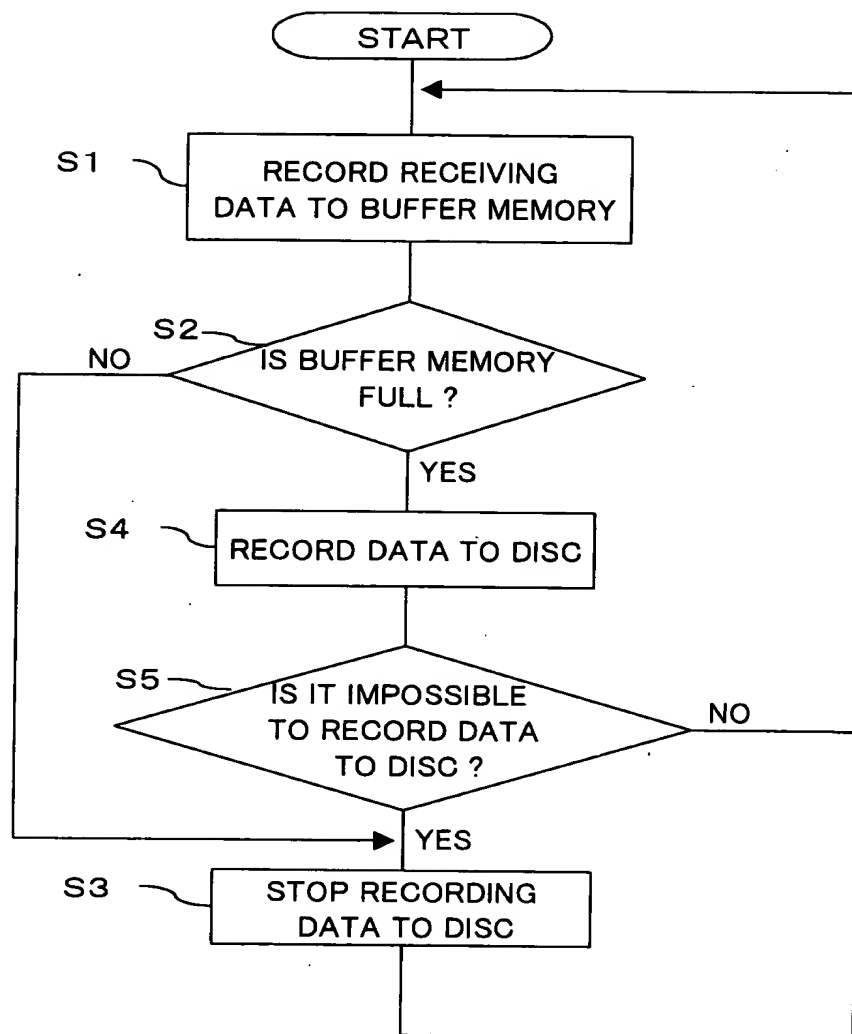 START
S1
RECORD RECEIVING
DATA TO BUFFER MEMORY
S2
NO
IS BUFFER MEMORY
FULL ?
YES
S4
RECORD DATA TO DISC
S5
IS IT IMPOSSIBLE
TO RECORD DATA
TO DISC ?
NO
YES
S3
STOP RECORDING
DATA TO DISC